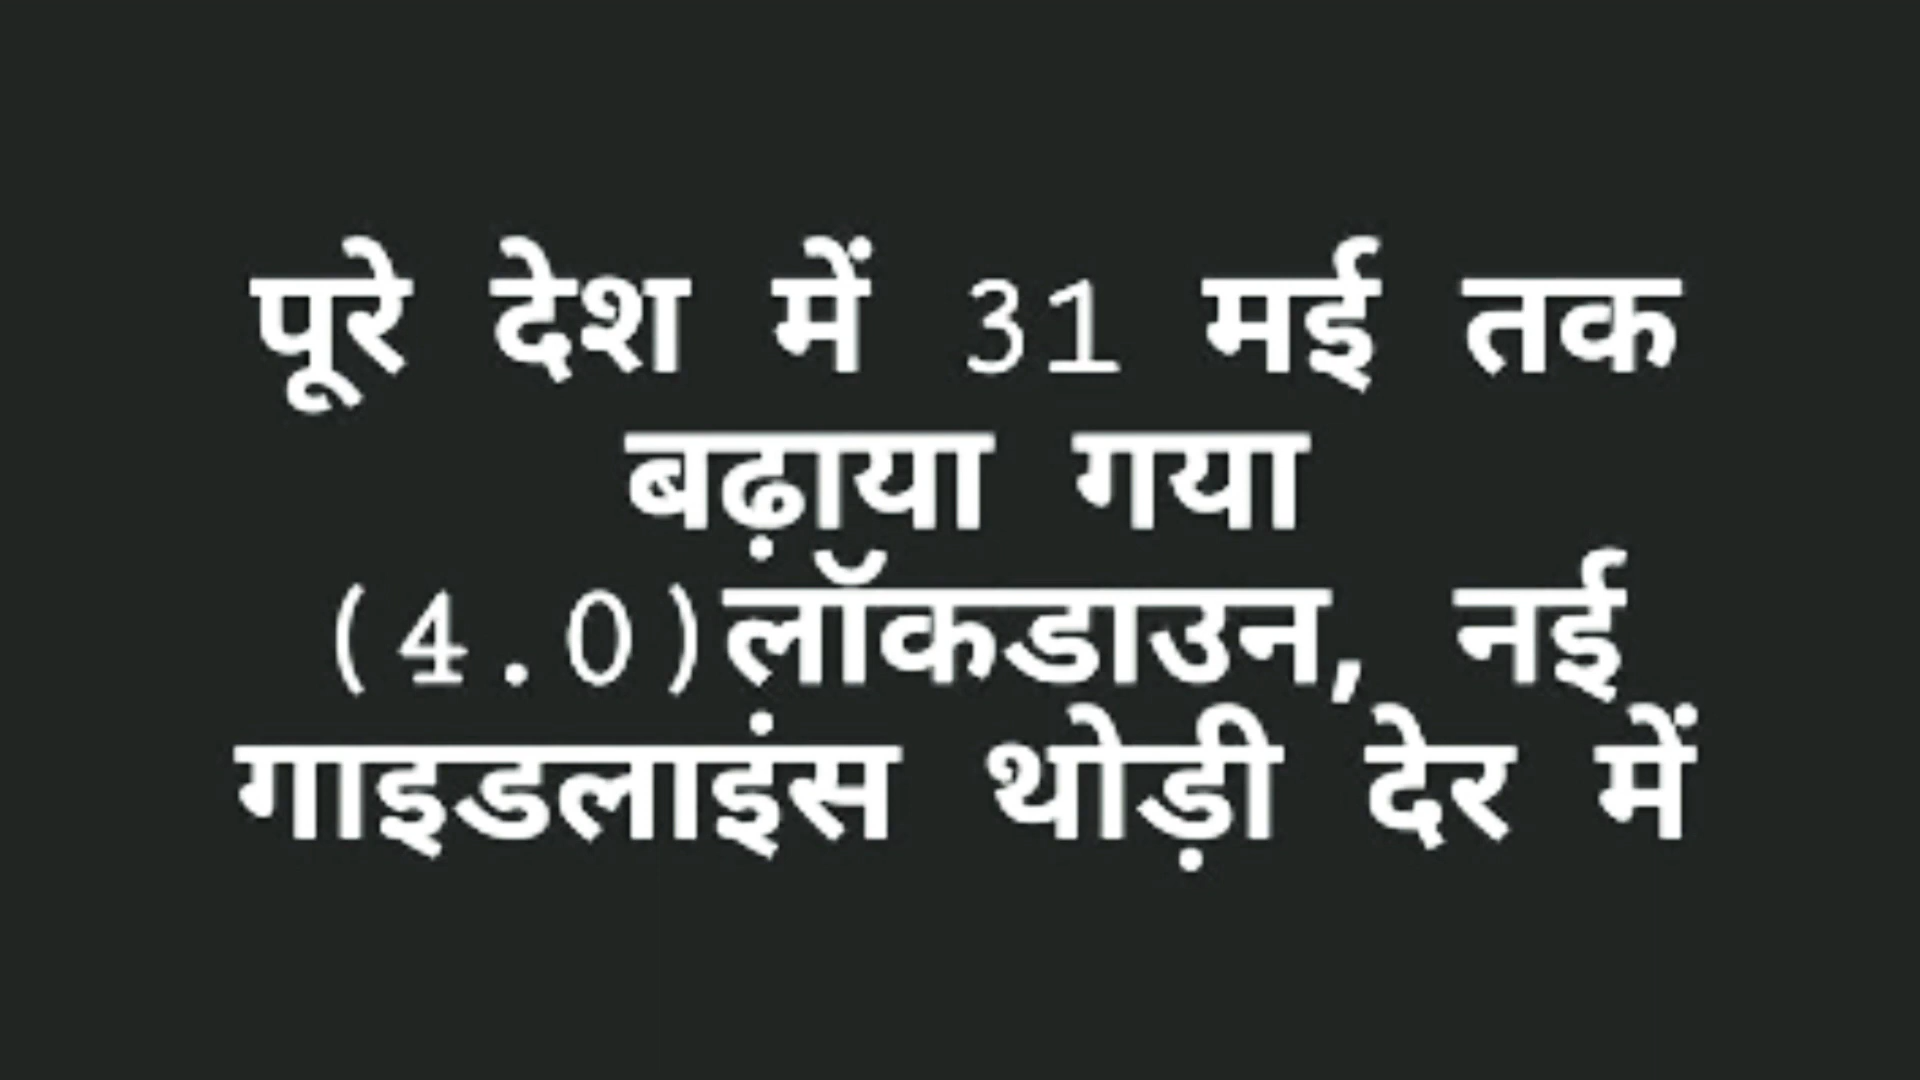 पूरे देश में 31 मई तक
बढ़ाया गया
(4.0)लॉकडाउन, नई
गाइडलाइंस थोड़ी देर में